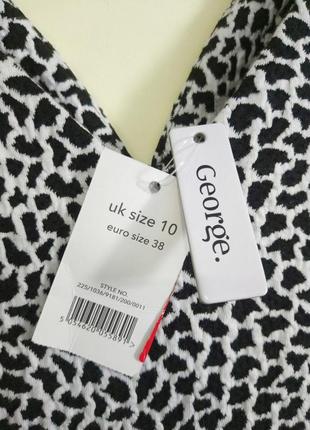 uk size 10
euro size 38
STYLE NO.
225/1036/9181/200/0011
George.